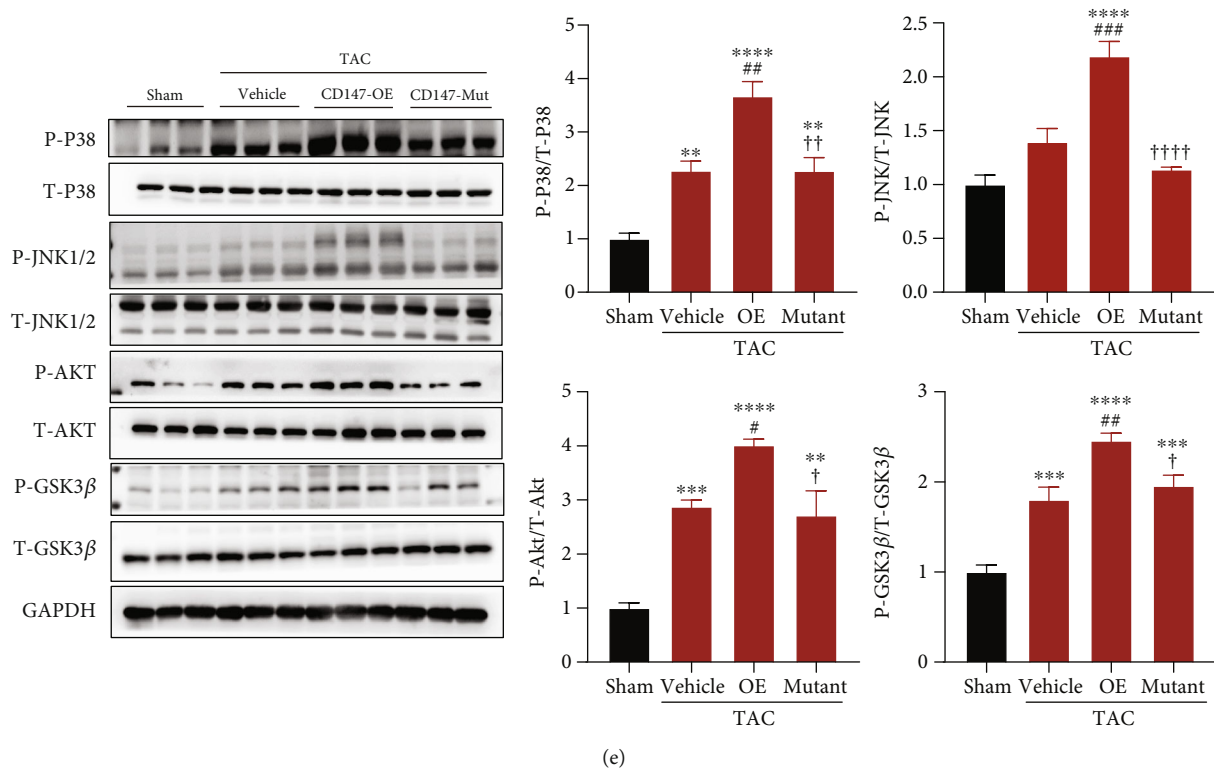 TAC
Sham
Vehicle
CD147-OE
CD147-Mut
P-P38
T-P38
P-JNK1/2
T-JNK1/2
P-AKT
T-AKT
P-GSK3β
T-GSK3β
GAPDH
P-P38/T-P38
5
4
3
2
1
0
**
****
##
**
††
Sham
Vehicle
OE
Mutant
TAC
P-JNK/T-JNK
2.5
2.0
1.5
1.0
0.5
0.0
****
###
††††
Sham
Vehicle
OE
Mutant
TAC
P-Akt/T-Akt
5
4
3
2
1
0
***
****
#
**
†
Sham
Vehicle
OE
Mutant
TAC
P-GSK3β/T-GSK3β
3
2
1
0
***
****
##
***
†
Sham
Vehicle
OE
Mutant
TAC
(e)